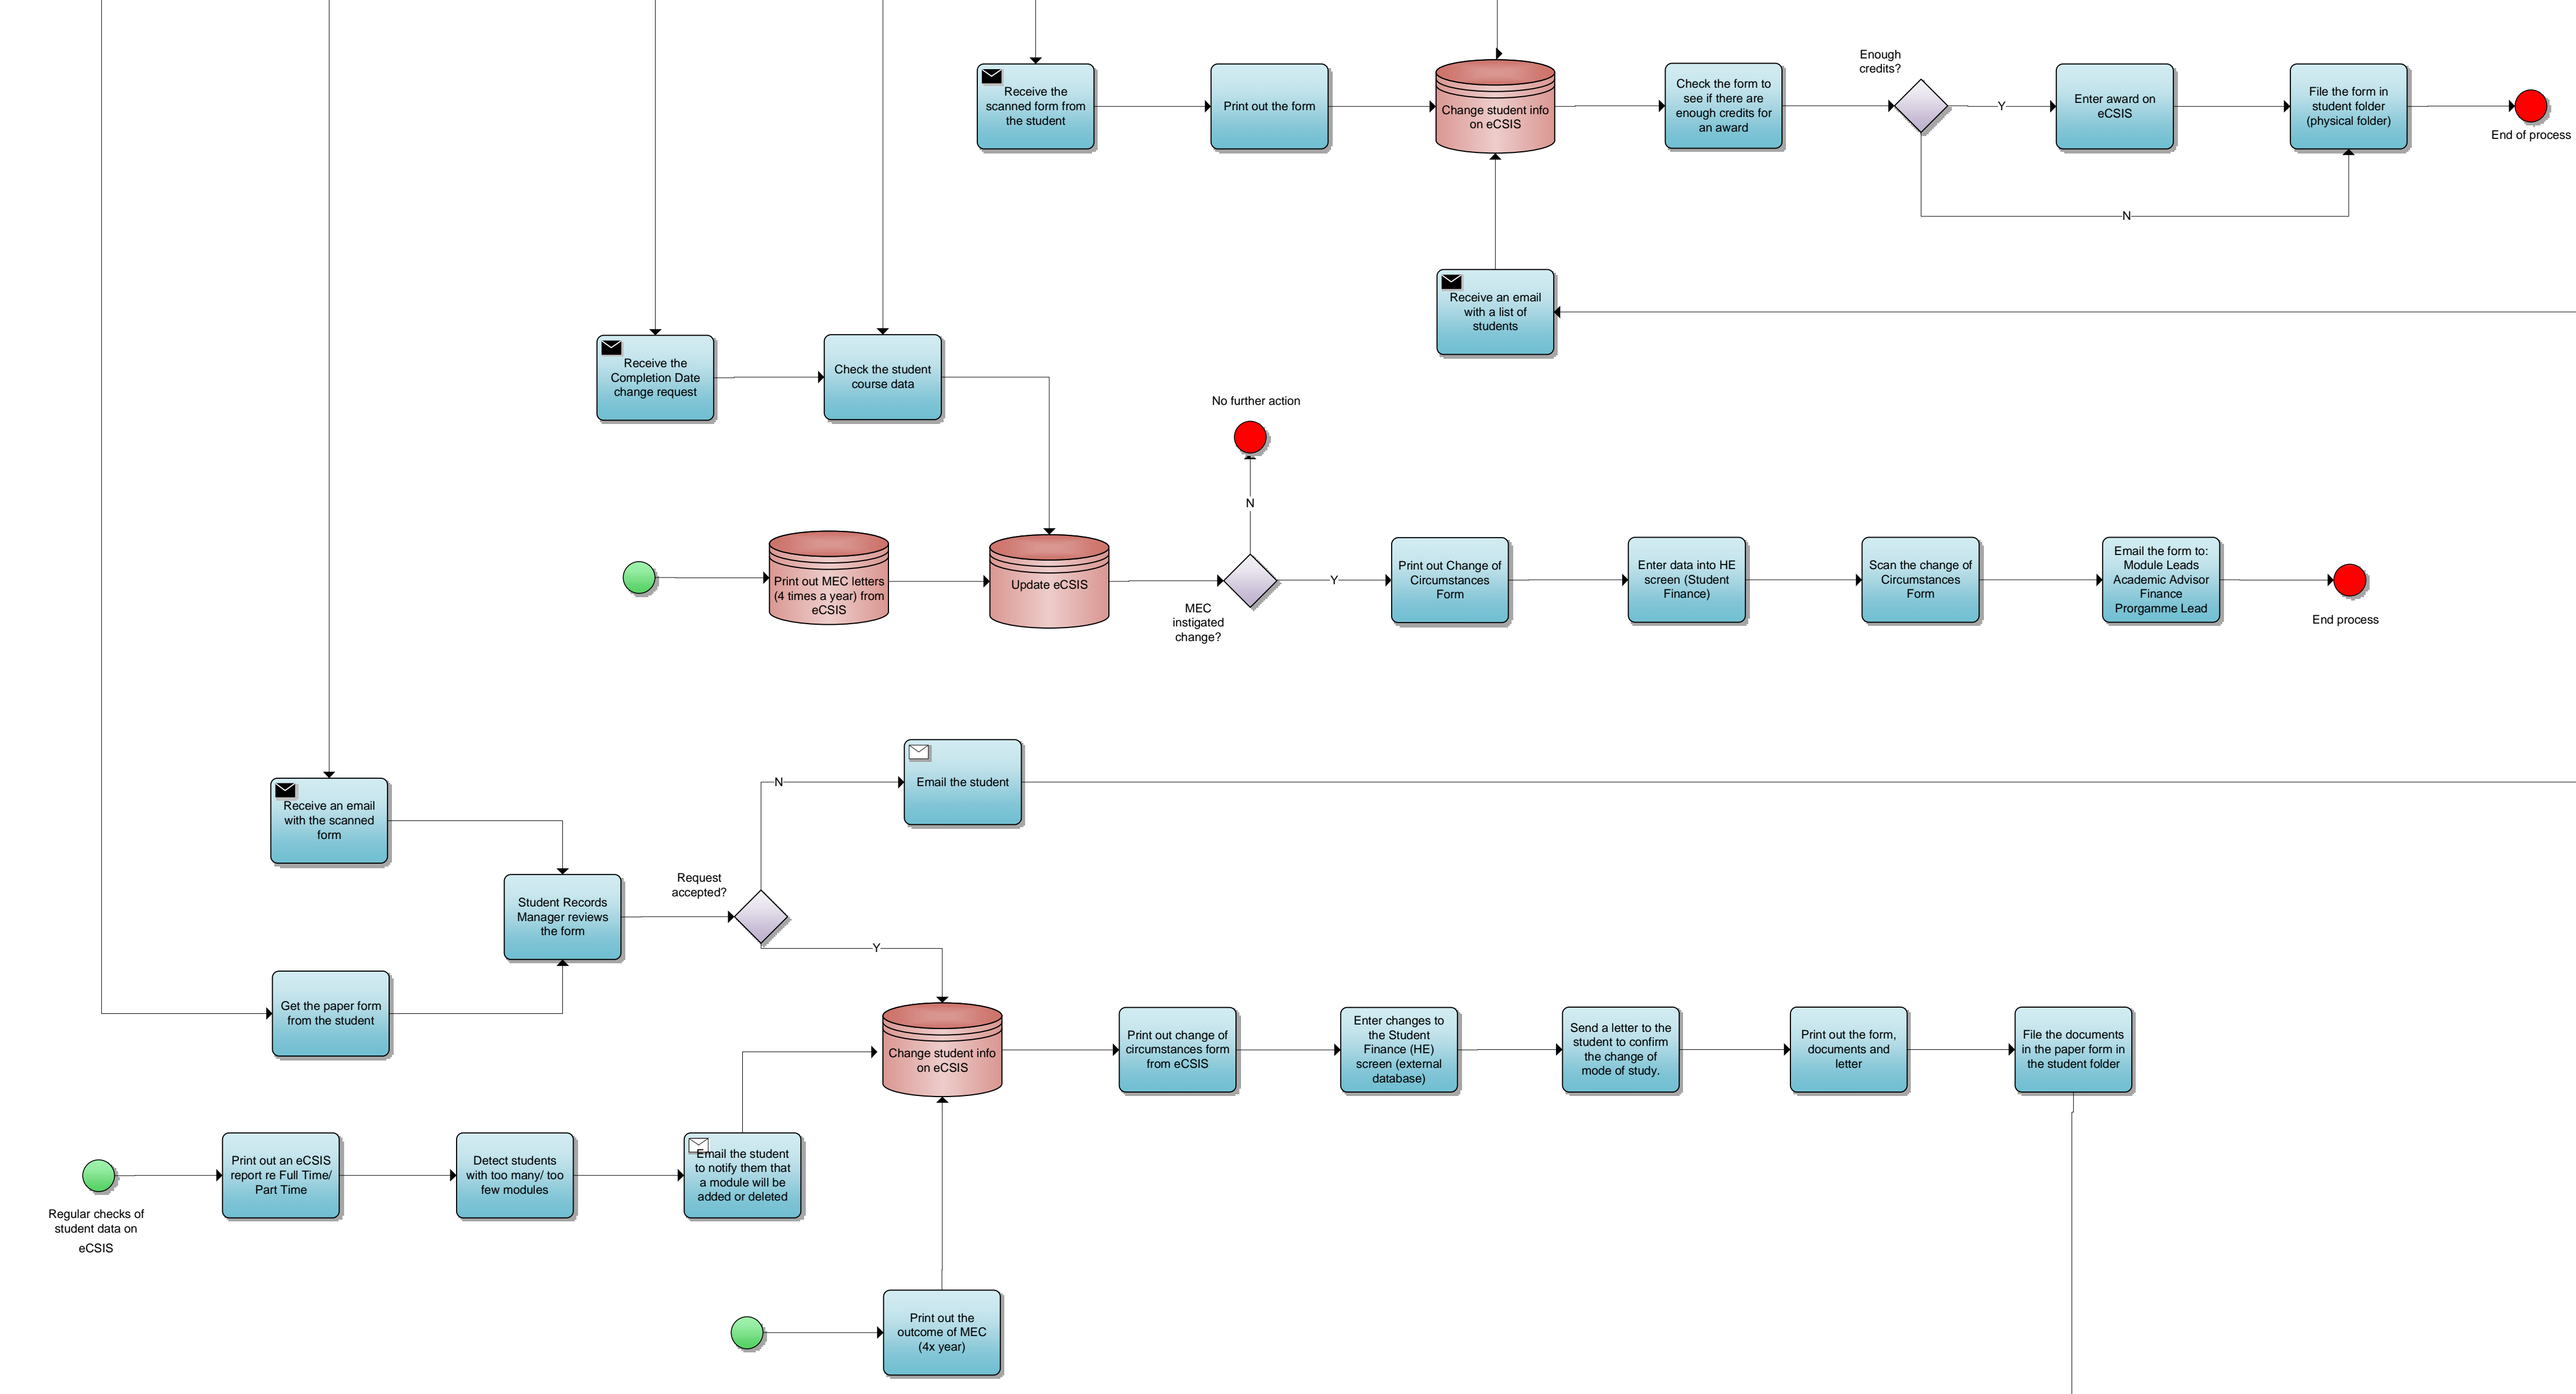 Enough
credits?
Receive the
scanned form from
the student
Print out the form
Change student info
on eCSIS
Check the form to
see if there are
enough credits for
an award
Y
Enter award on
eCSIS
File the form in
student folder
(physical folder)
End of process
N
Receive an email
with a list of
students
Receive the
Completion Date
change request
Check the student
course data
No further action
N
Print out MEC letters
(4 times a year) from
eCSIS
Update eCSIS
MEC
instigated
change?
Y
Print out Change of
Circumstances
Form
Enter data into HE
screen (Student
Finance)
Scan the change of
Circumstances
Form
Email the form to:
Module Leads
Academic Advisor
Finance
Prorgamme Lead
End process
Email the student
N
Receive an email
with the scanned
form
Request
accepted?
Student Records
Manager reviews
the form
Y
Get the paper form
from the student
Change student info
on eCSIS
Print out change of
circumstances form
from eCSIS
Enter changes to
the Student
Finance (HE)
screen (external
database)
Send a letter to the
student to confirm
the change of
mode of study.
Print out the form,
documents and
letter
File the documents
in the paper form in
the student folder
Regular checks of
student data on
eCSIS
Print out an eCSIS
report re Full Time/
Part Time
Detect students
with too many/ too
few modules
Email the student
to notify them that
a module will be
added or deleted
Print out the
outcome of MEC
(4x year)